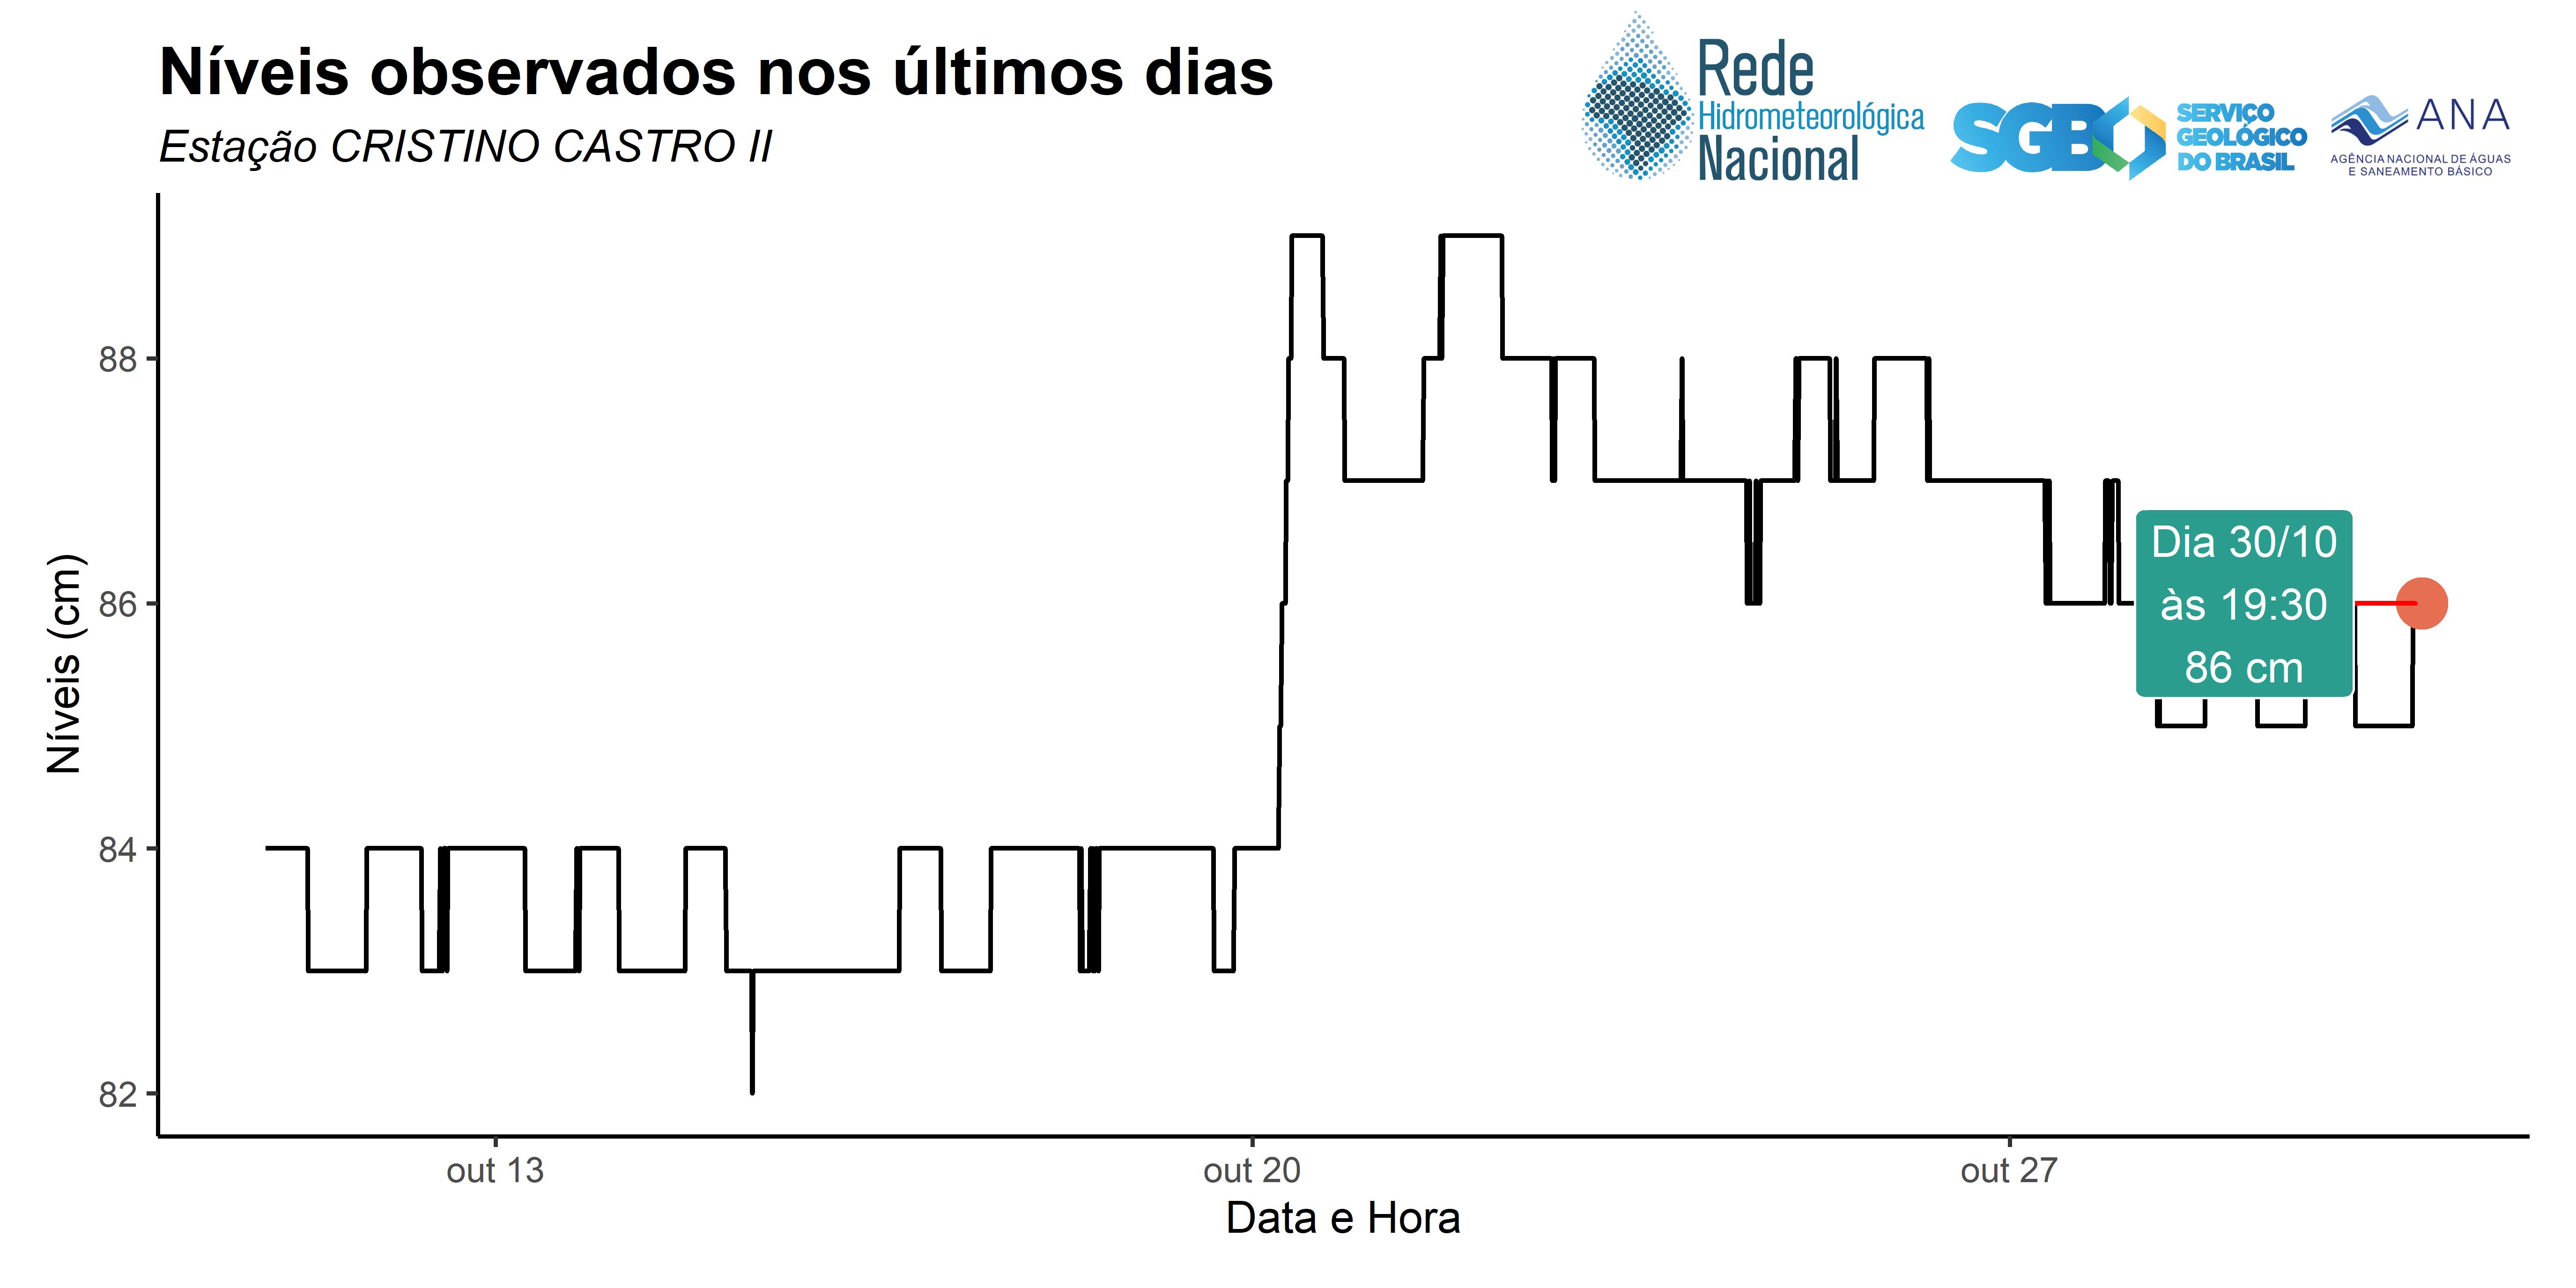 Níveis observados nos últimos dias
Estação CRISTINO CASTRO II
Rede
Hidrometeorológica
Nacional
SGB
SERVIÇO
GEOLÓGICO
DO BRASIL
ANA
AGÊNCIA NACIONAL DE ÁGUAS
E SANEAMENTO BÁSICO
Níveis (cm)
88
86
84
82
Dia 30/10
às 19:30
86 cm
out 13
out 20
out 27
Data e Hora